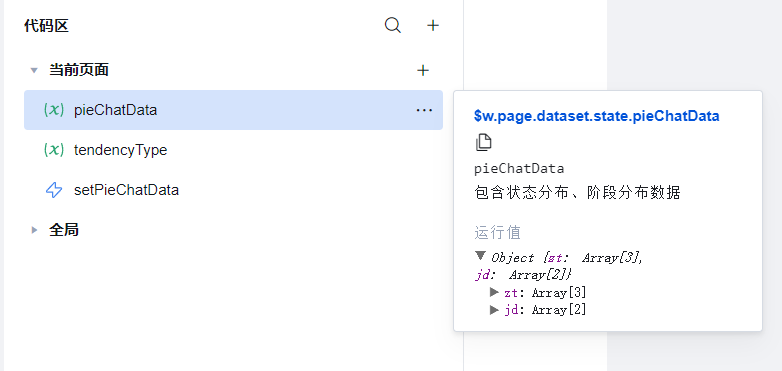 代码区
当前页面
(x) pieChatData
(x) tendencyType
setPieChatData
全局
$w.page.dataset.state.pieChatData
pieChatData
包含状态分布、阶段分布数据
运行值
Object {zt: Array[3],
jd: Array[2]}
zt: Array[3]
jd: Array[2]